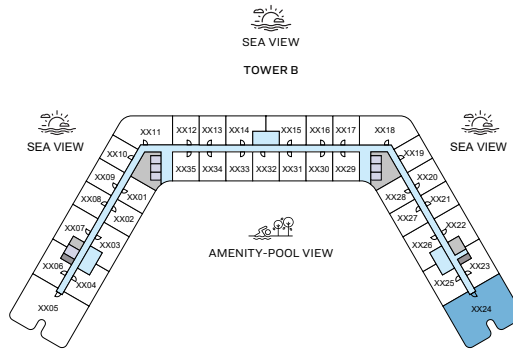 SEA VIEW
TOWER B
SEA VIEW
SEA VIEW
XX11 XX12 XX13 XX14 XX15 XX16 XX17 XX18
XX10 XX19
XX35 XX34 XX33 XX32 XX31 XX30 XX29
XX09 XX20
XX01 XX28
XX08 XX21
XX02 XX27
XX07 XX22
XX03 XX26
AMENITY-POOL VIEW
XX06 XX23
XX04 XX25
XX05 XX24